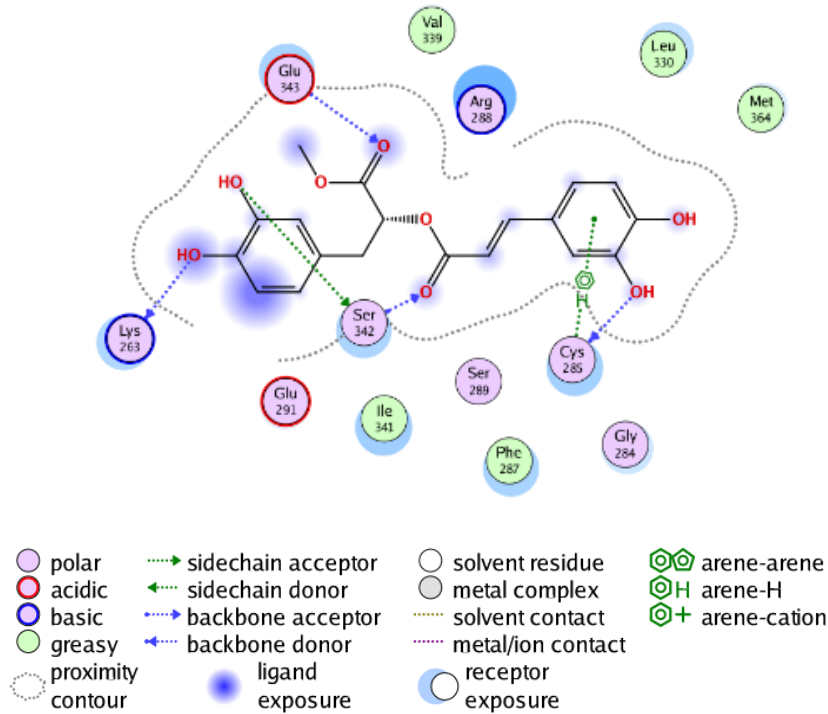 Val
339
Leu
330
Glu
343
Arg
288
Met
364
O
HO
O
O
OH
HO
O
OH
H
Lys
263
Ser
342
Cys
285
Ser
289
Glu
291
Ile
341
Gly
284
Phe
287
polar
sidechain acceptor
solvent residue
arene-arene
acidic
sidechain donor
metal complex
H arene-H
basic
backbone acceptor
solvent contact
+ arene-cation
greasy
backbone donor
metal/ion contact
proximity
contour
ligand
exposure
receptor
exposure